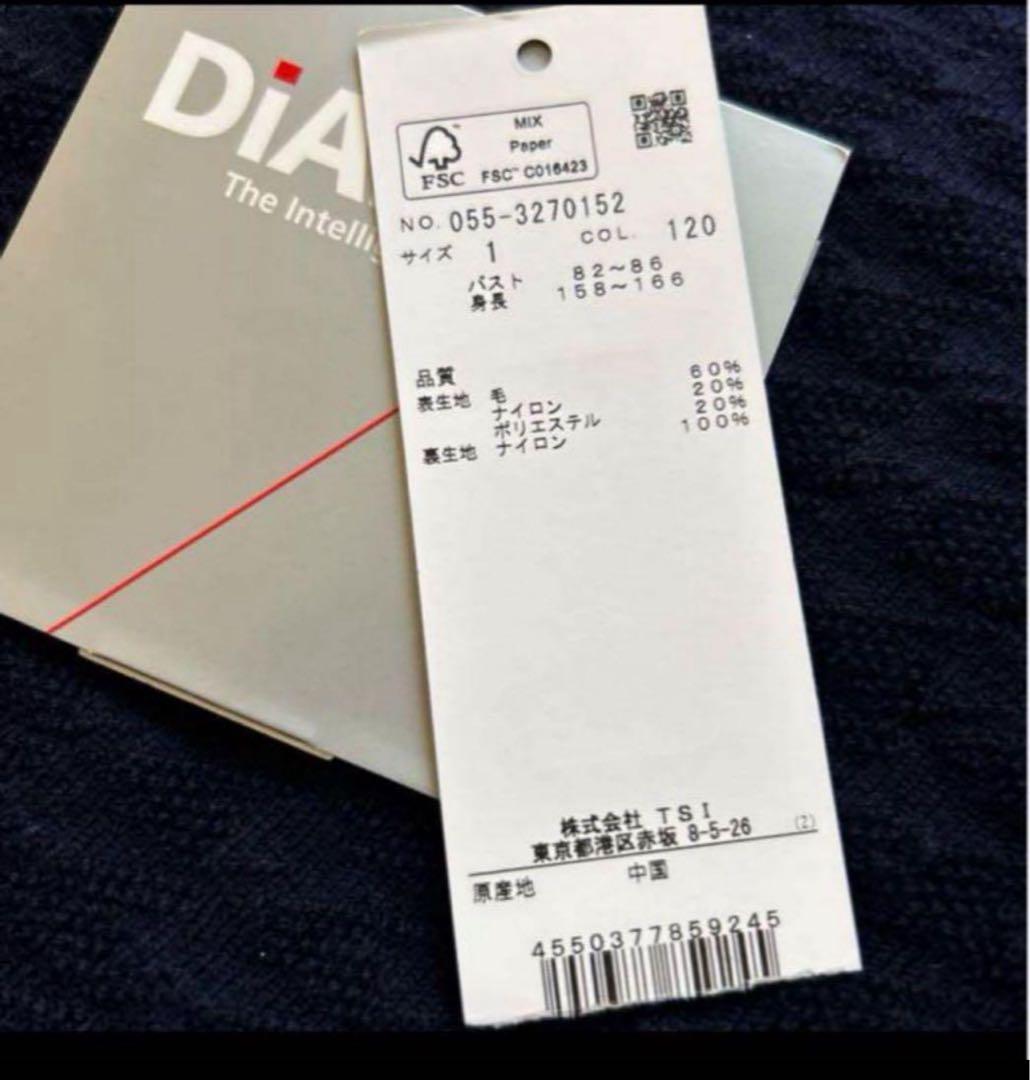 DiA
The Intelli
MIX
Paper
FSC™ C016423
FSC
NO. 055-3270152
サイズ 1 COL. 120
バスト 82～86
身長 158～166
品質
表生地 毛 60%
ナイロン 20%
ポリエステル 20%
裏生地 ナイロン 100%
株式会社 TSI
東京都港区赤坂 8-5-26 (2)
原産地 中国
4550377859245